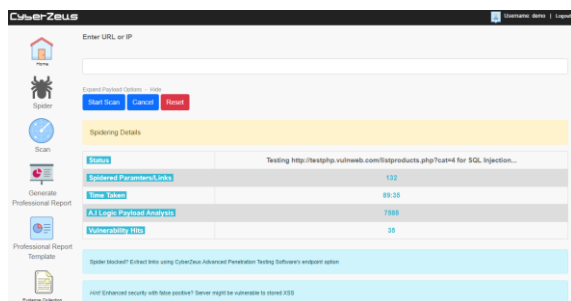 CyberZeus
Username: demo | Logout
Enter URL or IP
Home
Expand Payload Options - Hide
Start Scan Cancel Reset
Spider
Spidering Details
Scan
Status Testing http://testphp.vulnweb.com/listproducts.php?cat=4 for SQL Injection...
Spidered Paramters/Links 132
Time Taken 89:35
A.I Logic Payload Analysis 7588
Vulnerability Hits 35
Generate
Professional Report
Professional Report
Template
Spider blocked? Extract links using CyberZeus Advanced Penetration Testing Software's endpoint option
Hint! Enhanced security with false positive? Server might be vulnerable to stored XSS
Evidence Collection